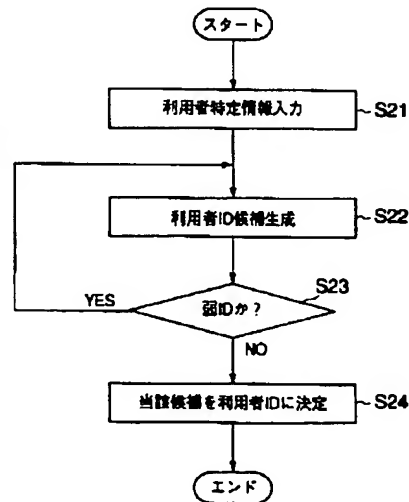 スタート
利用者特定情報入力
S21
利用者ID候補生成
S22
S23
弱IDか？
YES
NO
当該候補を利用者IDに決定
S24
エンド